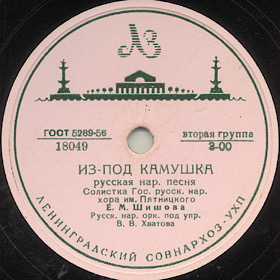 ЛЗ
ГОСТ 5289-56
18049
вторая группа
9-00
ИЗ-ПОД КАМУШКА
русская нар. песня
Солистка Гос. русск. нар.
хора им. Пятницкого
Е. М. Шишова
Русск. нар. орк. под упр.
В. В. Хватова
ЛЕНИНГРАДСКИЙ СОВНАРХОЗ-УХП